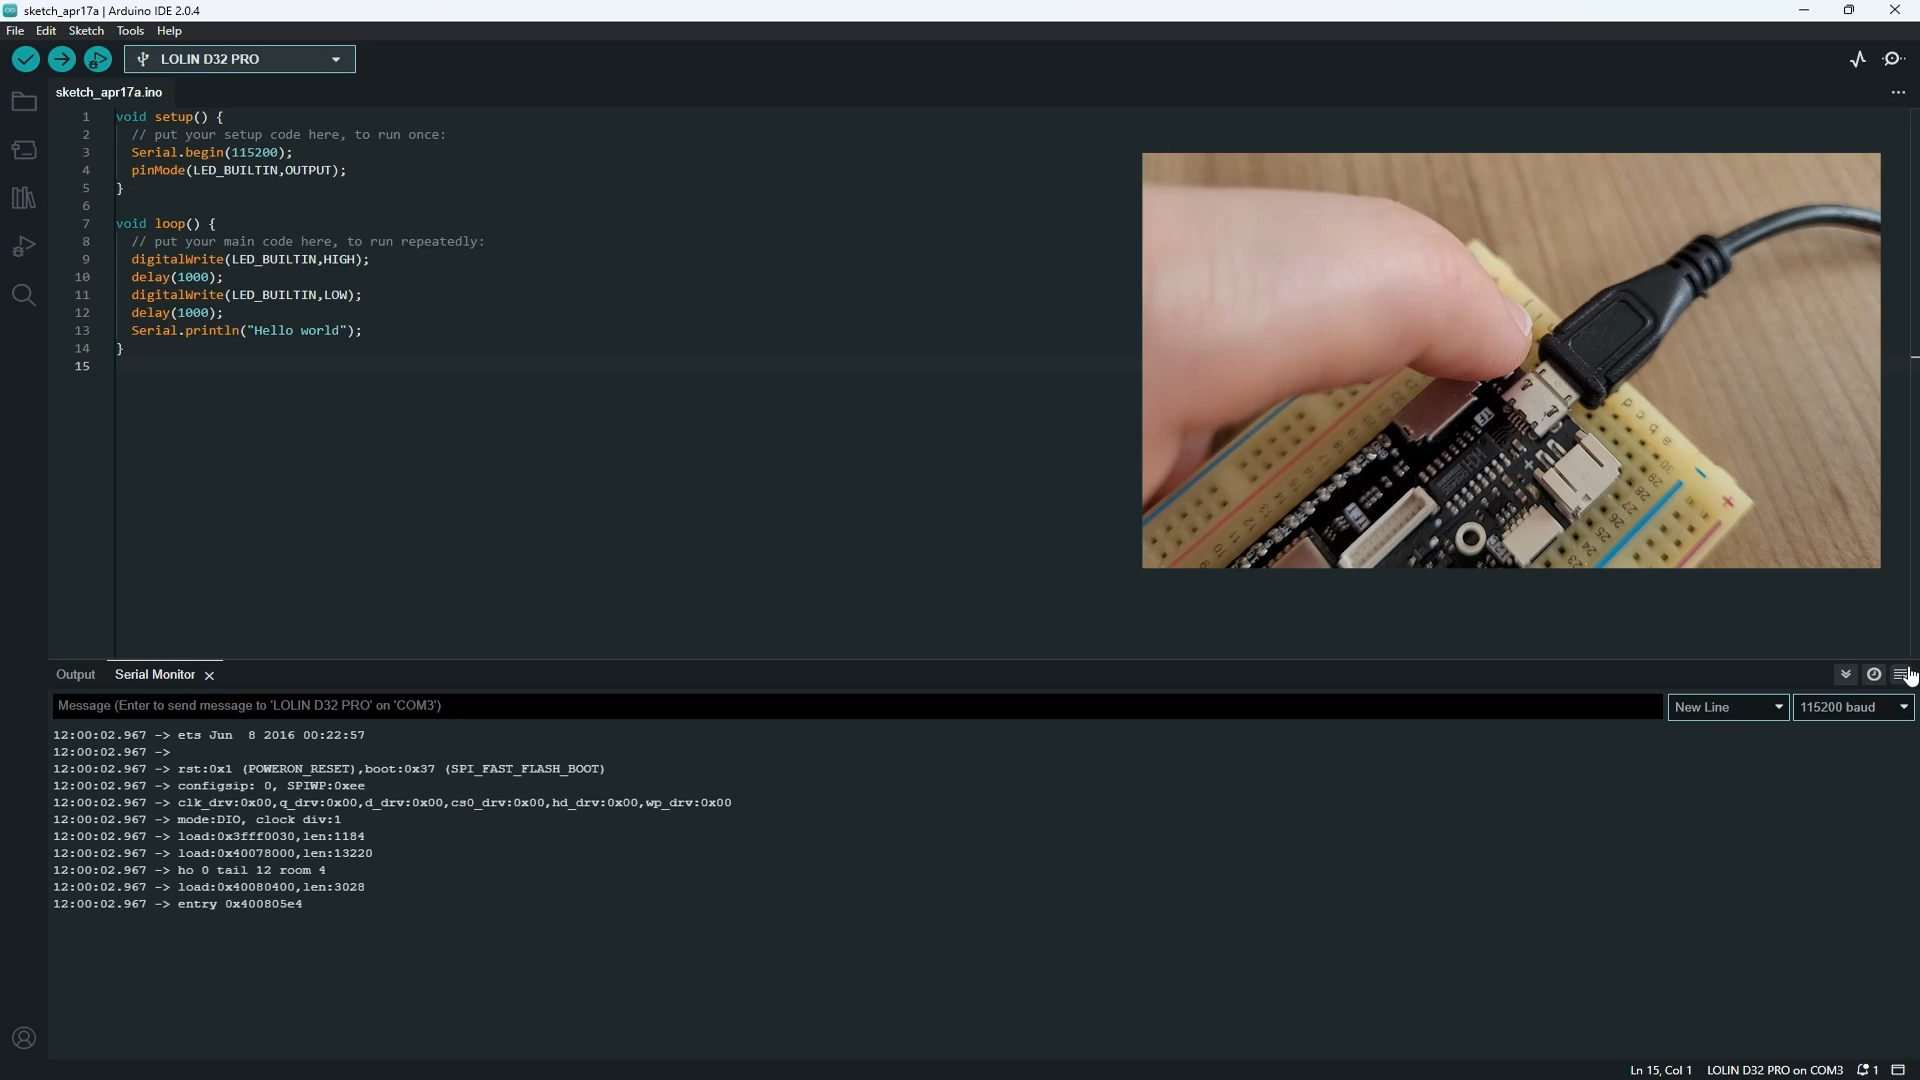 sketch_apr17a | Arduino IDE 2.0.4
File Edit Sketch Tools Help
LOLIN D32 PRO
sketch_apr17a.ino
1 void setup() {
2 // put your setup code here, to run once:
3 Serial.begin(115200);
4 pinMode(LED_BUILTIN,OUTPUT);
5 }
6
7 void loop() {
8 // put your main code here, to run repeatedly:
9 digitalWrite(LED_BUILTIN,HIGH);
10 delay(1000);
11 digitalWrite(LED_BUILTIN,LOW);
12 delay(1000);
13 Serial.println("Hello world");
14 }
15
Output Serial Monitor
Message (Enter to send message to 'LOLIN D32 PRO' on 'COM3') New Line 115200 baud
12:00:02.967 -> ets Jun  8 2016 00:22:57
12:00:02.967 ->
12:00:02.967 -> rst:0x1 (POWERON_RESET),boot:0x37 (SPI_FAST_FLASH_BOOT)
12:00:02.967 -> configsip: 0, SPIWP:0xee
12:00:02.967 -> clk_drv:0x00,q_drv:0x00,d_drv:0x00,cs0_drv:0x00,hd_drv:0x00,wp_drv:0x00
12:00:02.967 -> mode:DIO, clock div:1
12:00:02.967 -> load:0x3fff0030,len:1184
12:00:02.967 -> load:0x40078000,len:13220
12:00:02.967 -> ho 0 tail 12 room 4
12:00:02.967 -> load:0x40080400,len:3028
12:00:02.967 -> entry 0x400805e4
Ln 15, Col 1 LOLIN D32 PRO on COM3 1